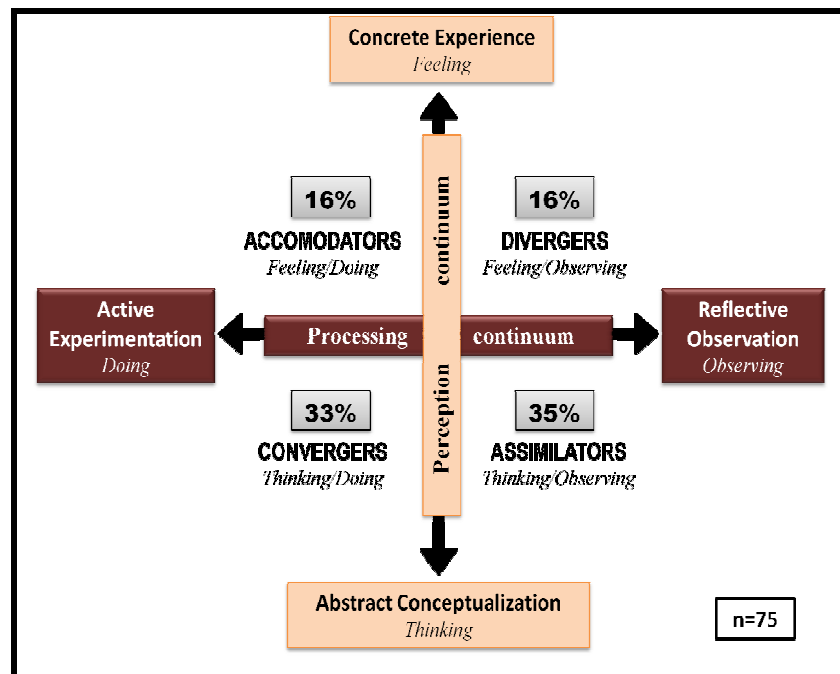 Concrete Experience
Feeling
16%
ACCOMODATORS
Feeling/Doing
16%
DIVERGERS
Feeling/Observing
Active
Experimentation
Doing
Processing continuum
Perception continuum
Reflective
Observation
Observing
33%
CONVERGERS
Thinking/Doing
35%
ASSIMILATORS
Thinking/Observing
Abstract Conceptualization
Thinking
n=75